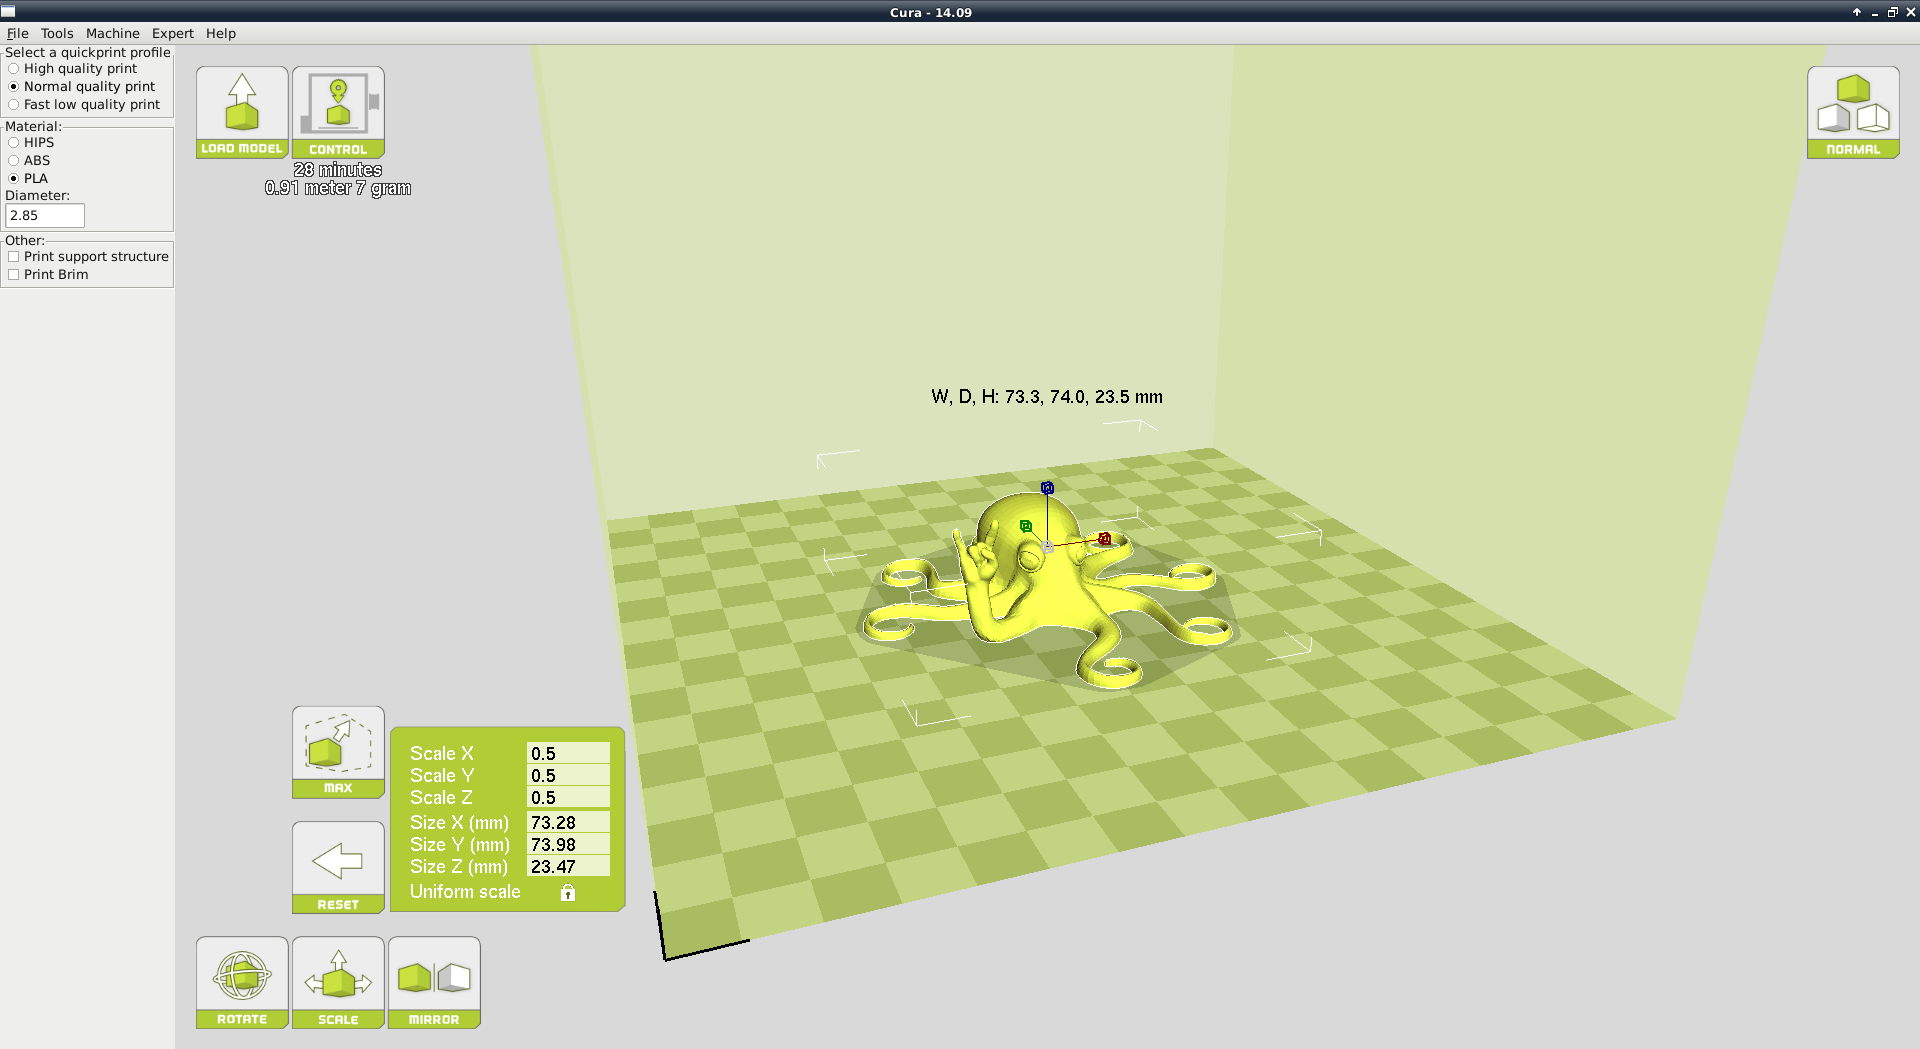 Cura - 14.09
File Tools Machine Expert Help
Select a quickprint profile
High quality print
Normal quality print
Fast low quality print
Material:
HIPS
ABS
PLA
Diameter:
2.85
Other:
Print support structure
Print Brim
LOAD MODEL
CONTROL
28 minutes
0.91 meter 7 gram
NORMAL
W, D, H: 73.3, 74.0, 23.5 mm
MAX
Scale X 0.5
Scale Y 0.5
Scale Z 0.5
Size X (mm) 73.28
Size Y (mm) 73.98
Size Z (mm) 23.47
Uniform scale
RESET
ROTATE
SCALE
MIRROR